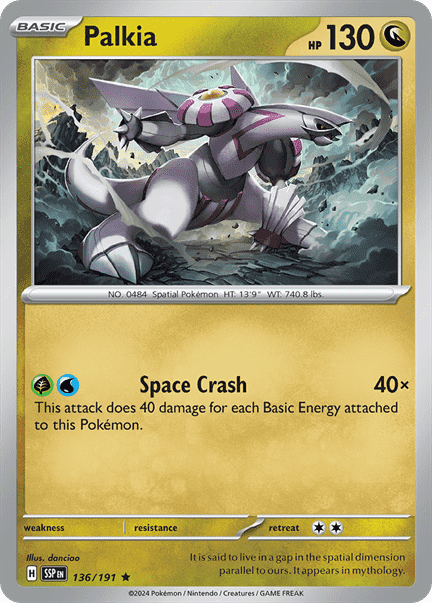 BASIC
Palkia
HP 130
NO. 0484 Spatial Pokémon HT: 13'9" WT: 740.8 lbs.
Space Crash 40×
This attack does 40 damage for each Basic Energy attached
to this Pokémon.
weakness resistance retreat
Illus. danciao
It is said to live in a gap in the spatial dimension
parallel to ours. It appears in mythology.
H SSP EN 136/191
©2024 Pokémon / Nintendo / Creatures / GAME FREAK